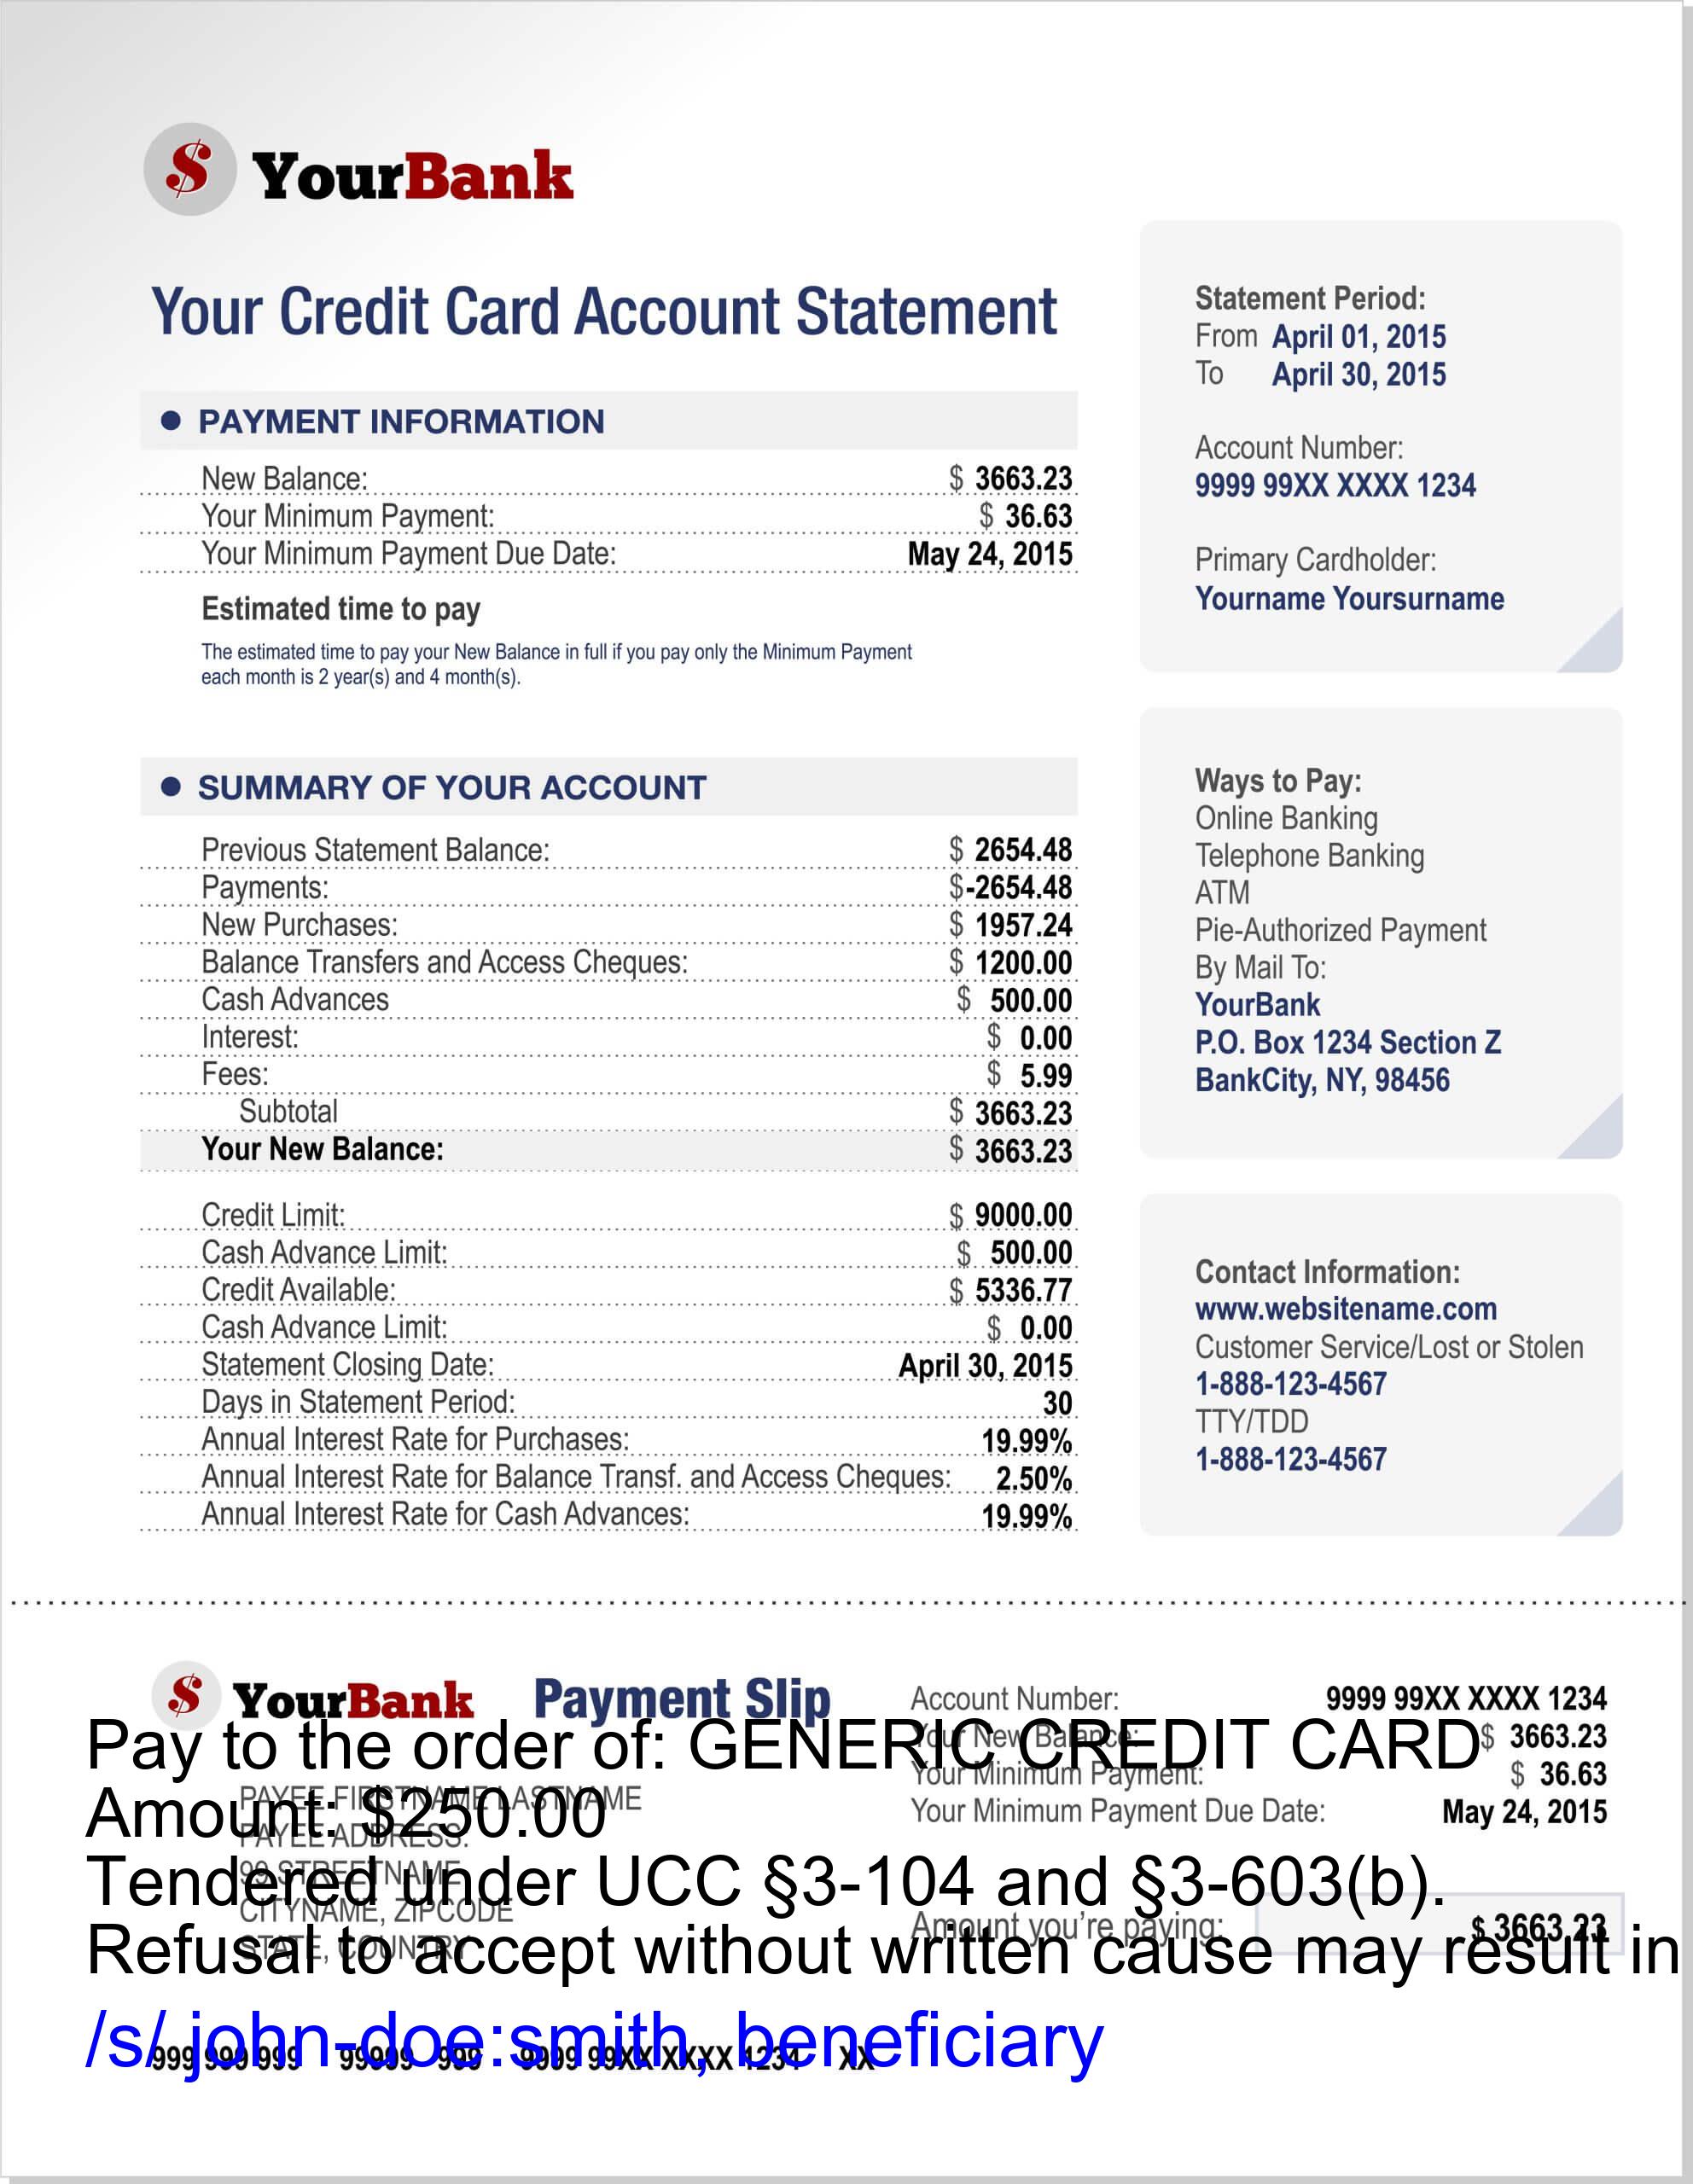 $ YourBank
Your Credit Card Account Statement
PAYMENT INFORMATION
New Balance: $ 3663.23
Your Minimum Payment: $ 36.63
Your Minimum Payment Due Date: May 24, 2015
Estimated time to pay
The estimated time to pay your New Balance in full if you pay only the Minimum Payment
each month is 2 year(s) and 4 month(s).
SUMMARY OF YOUR ACCOUNT
Previous Statement Balance: $ 2654.48
Payments: $-2654.48
New Purchases: $ 1957.24
Balance Transfers and Access Cheques: $ 1200.00
Cash Advances $ 500.00
Interest: $ 0.00
Fees: $ 5.99
Subtotal $ 3663.23
Your New Balance: $ 3663.23
Credit Limit: $ 9000.00
Cash Advance Limit: $ 500.00
Credit Available: $ 5336.77
Cash Advance Limit: $ 0.00
Statement Closing Date: April 30, 2015
Days in Statement Period: 30
Annual Interest Rate for Purchases: 19.99%
Annual Interest Rate for Balance Transf. and Access Cheques: 2.50%
Annual Interest Rate for Cash Advances: 19.99%
Statement Period:
From April 01, 2015
To April 30, 2015
Account Number:
9999 99XX XXXX 1234
Primary Cardholder:
Yourname Yoursurname
Ways to Pay:
Online Banking
Telephone Banking
ATM
Pie-Authorized Payment
By Mail To:
YourBank
P.O. Box 1234 Section Z
BankCity, NY, 98456
Contact Information:
www.websitename.com
Customer Service/Lost or Stolen
1-888-123-4567
TTY/TDD
1-888-123-4567
$ YourBank Payment Slip
Account Number: 9999 99XX XXXX 1234
Your New Balance: $ 3663.23
Your Minimum Payment: $ 36.63
Your Minimum Payment Due Date: May 24, 2015
PAYEE FIRSTNAME LASTNAME
PAYEE ADDRESS:
99 STREETNAME
CITYNAME, ZIPCODE
STATE, COUNTRY
Amount you're paying: $ 3663.23
Pay to the order of: GENERIC CREDIT CARD
Amount: $250.00
Tendered under UCC §3-104 and §3-603(b).
Refusal to accept without written cause may result in
/s/ john-doe:smith, beneficiary
999 999 999 99999 999 9999 99XX XXXX 1234 XX